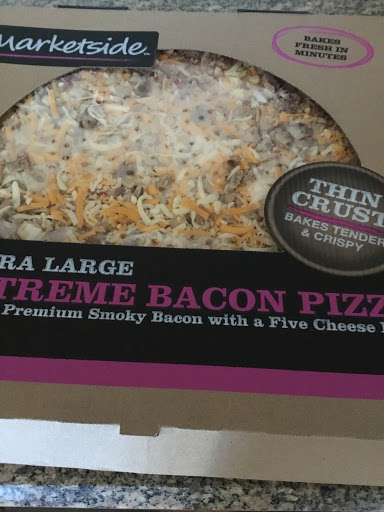 Marketside™
BAKES
FRESH IN
MINUTES
THIN
CRUST
BAKES TENDER
& CRISPY
RA LARGE
TREME BACON PIZZ
Premium Smoky Bacon with a Five Cheese